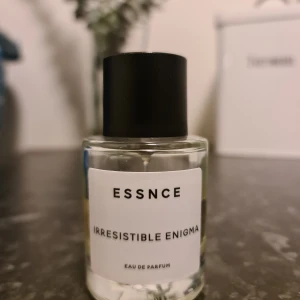 ESSNCE
IRRESISTIBLE ENIGMA
EAU DE PARFUM